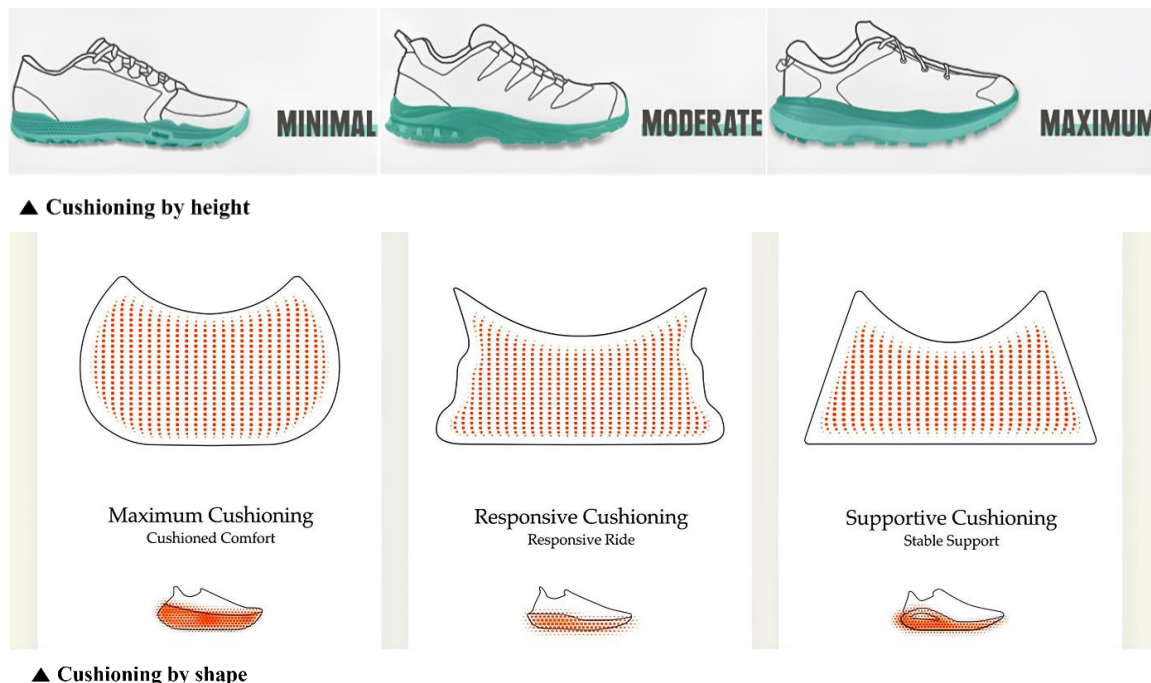 MINIMAL
MODERATE
MAXIMUM
▲ Cushioning by height
Maximum Cushioning
Cushioned Comfort
Responsive Cushioning
Responsive Ride
Supportive Cushioning
Stable Support
▲ Cushioning by shape